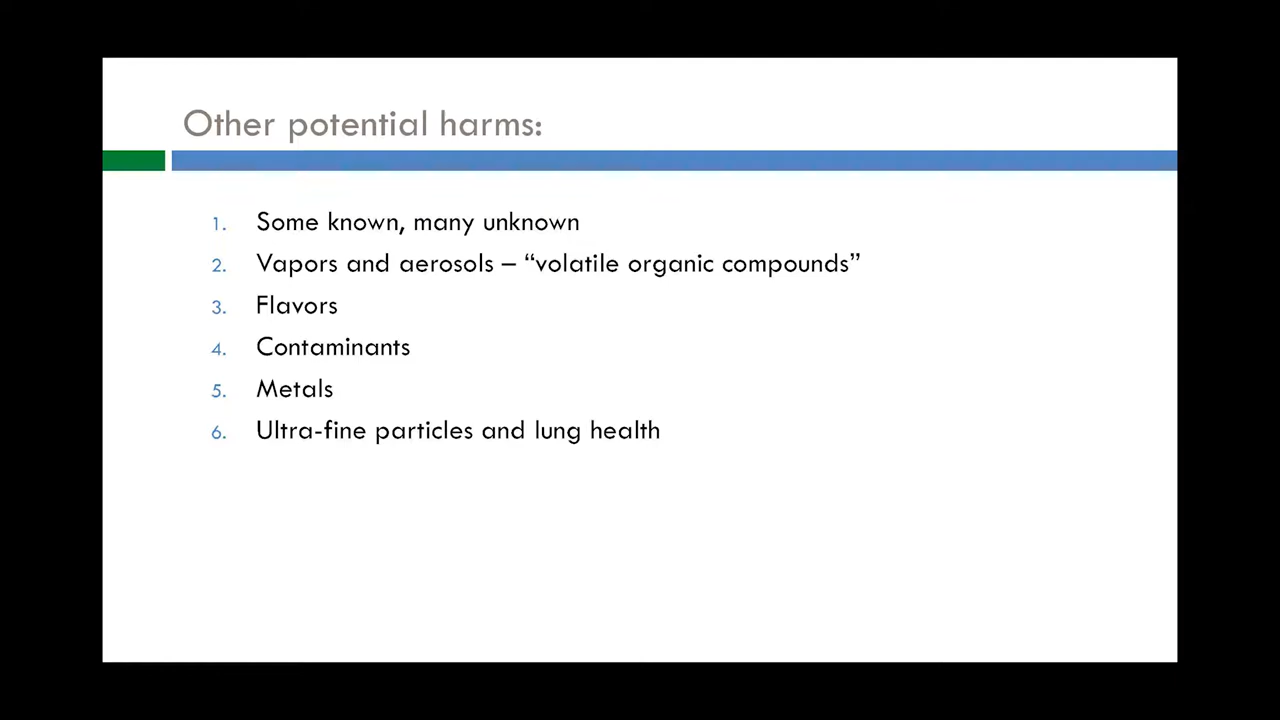 Other potential harms:
1. Some known, many unknown
2. Vapors and aerosols – “volatile organic compounds”
3. Flavors
4. Contaminants
5. Metals
6. Ultra-fine particles and lung health